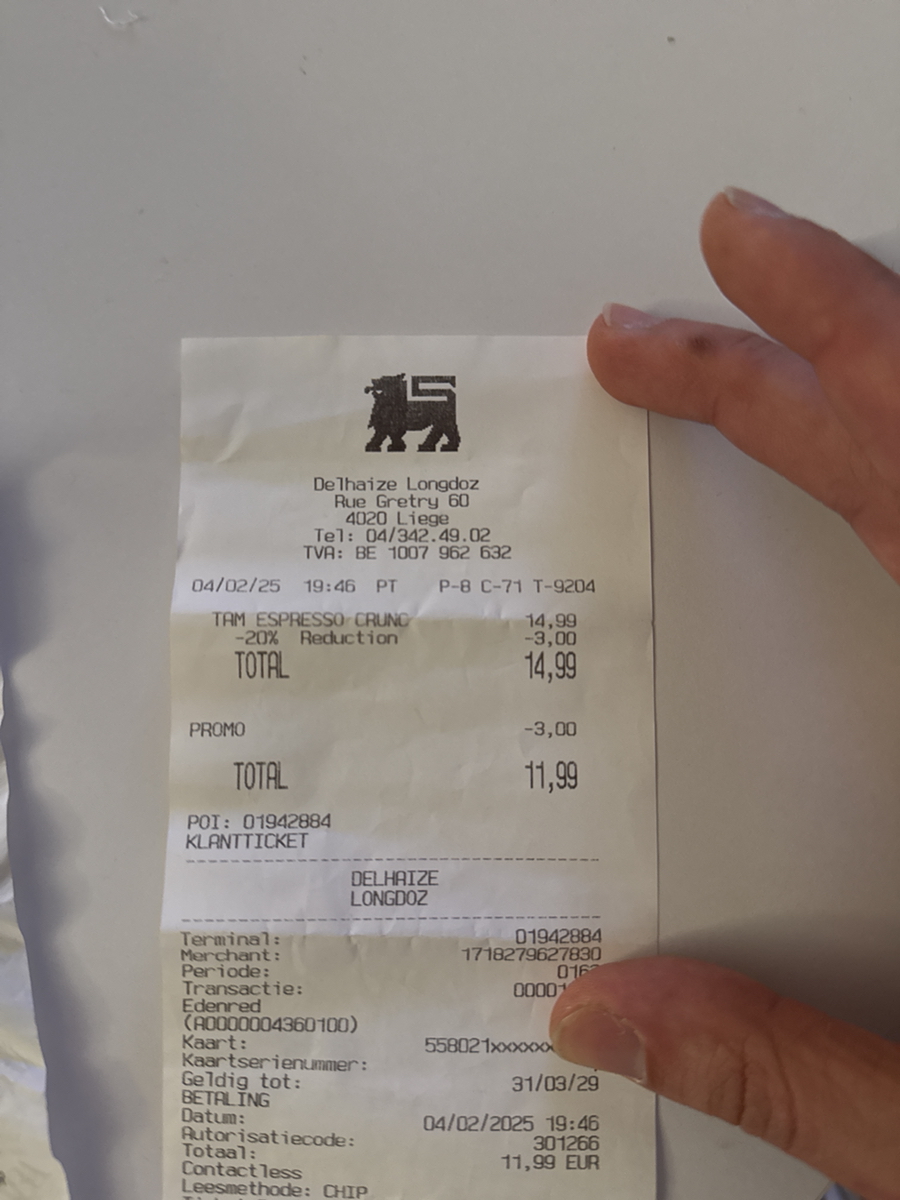 Delhaize Longdoz
Rue Gretry 60
4020 Liege
Tel: 04/342.49.02
TVA: BE 1007 962 632
04/02/25 19:46 PT P-8 C-71 T-9204
TAM ESPRESSO CRUNC 14,99
-20% Reduction -3,00
TOTAL 14,99
PROMO -3,00
TOTAL 11,99
POI: 01942884
KLANTTICKET
DELHAIZE
LONGDOZ
Terminal: 01942884
Merchant: 1718279627830
Periode:
Transactie:
Edenred
(A0000004360100)
Kaart: 558021xxxxxx
Kaartserienummer:
Geldig tot: 31/03/29
BETALING
Datum: 04/02/2025 19:46
Autorisatiecode: 301266
Totaal: 11,99 EUR
Contactless
Leesmethode: CHIP